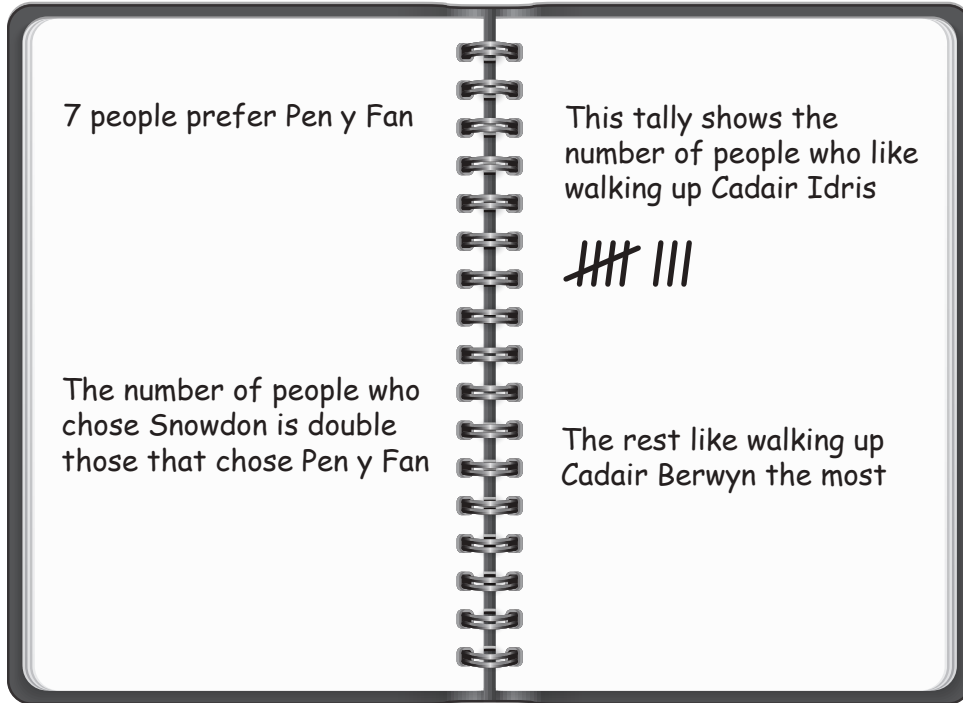 7 people prefer Pen y Fan
The number of people who
chose Snowdon is double
those that chose Pen y Fan
This tally shows the
number of people who like
walking up Cadair Idris
The rest like walking up
Cadair Berwyn the most